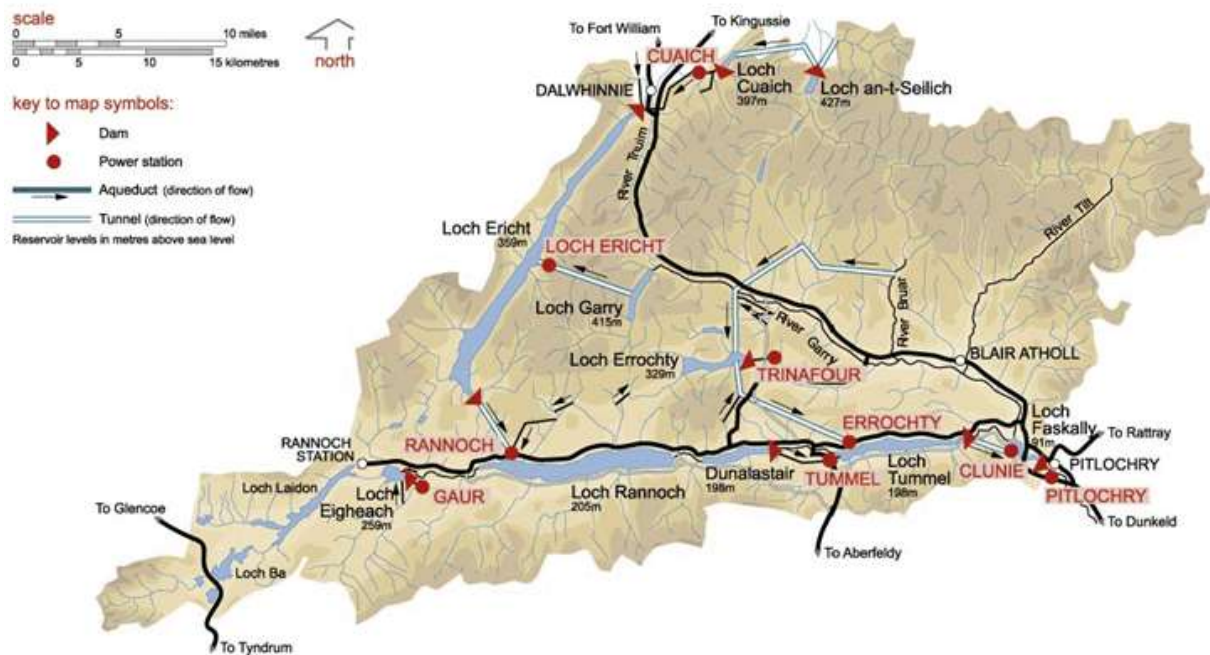 scale
0 5 10 miles
0 5 10 15 kilometres
north
key to map symbols:
Dam
Power station
Aqueduct (direction of flow)
Tunnel (direction of flow)
Reservoir levels in metres above sea level
To Fort William
To Kingussie
CUAICH
DALWHINNIE
Loch
Cuaich
397m
Loch an-t-Seilich
427m
River Truim
Loch Ericht
359m
LOCH ERICHT
River Tilt
Loch Garry
415m
River Garry
River Bruar
Loch Errochty
329m
TRINAFOUR
BLAIR ATHOLL
ERROCHTY
Loch
Faskally
91m
To Rattray
RANNOCH
STATION
RANNOCH
Dunalastair
198m
TUMMEL
Loch
Tummel
198m
CLUNIE
PITLOCHRY
PITLOCHRY
Loch Laidon
Loch
Eigheach
259m
GAUR
Loch Rannoch
205m
To Dunkeld
To Glencoe
To Aberfeldy
Loch Ba
To Tyndrum